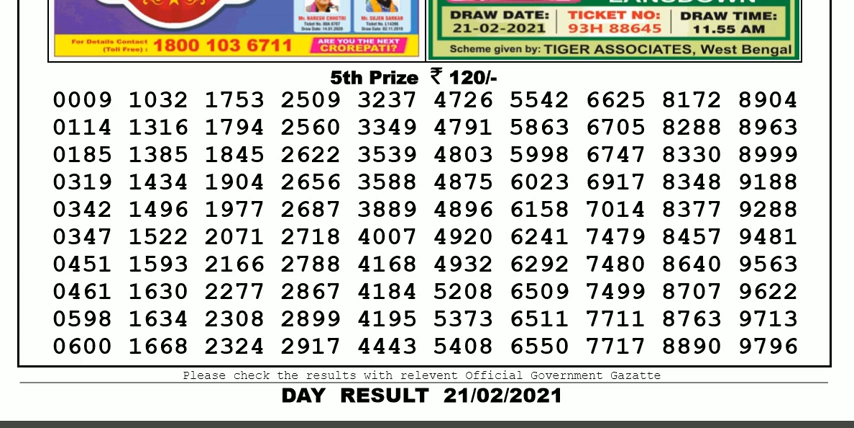 Mr. NARESH CHHETRI
Mr. SUJEN SARKAR
For Details Contact
(Toll Free) : 1800 103 6711
ARE YOU THE NEXT
CROREPATI?
DRAW DATE: TICKET NO: DRAW TIME:
21-02-2021 93H 88645 11.55 AM
Scheme given by: TIGER ASSOCIATES, West Bengal
5th Prize ₹ 120/-
0009 1032 1753 2509 3237 4726 5542 6625 8172 8904
0114 1316 1794 2560 3349 4791 5863 6705 8288 8963
0185 1385 1845 2622 3539 4803 5998 6747 8330 8999
0319 1434 1904 2656 3588 4875 6023 6917 8348 9188
0342 1496 1977 2687 3889 4896 6158 7014 8377 9288
0347 1522 2071 2718 4007 4920 6241 7479 8457 9481
0451 1593 2166 2788 4168 4932 6292 7480 8640 9563
0461 1630 2277 2867 4184 5208 6509 7499 8707 9622
0598 1634 2308 2899 4195 5373 6511 7711 8763 9713
0600 1668 2324 2917 4443 5408 6550 7717 8890 9796
Please check the results with relevent Official Government Gazatte
DAY RESULT 21/02/2021